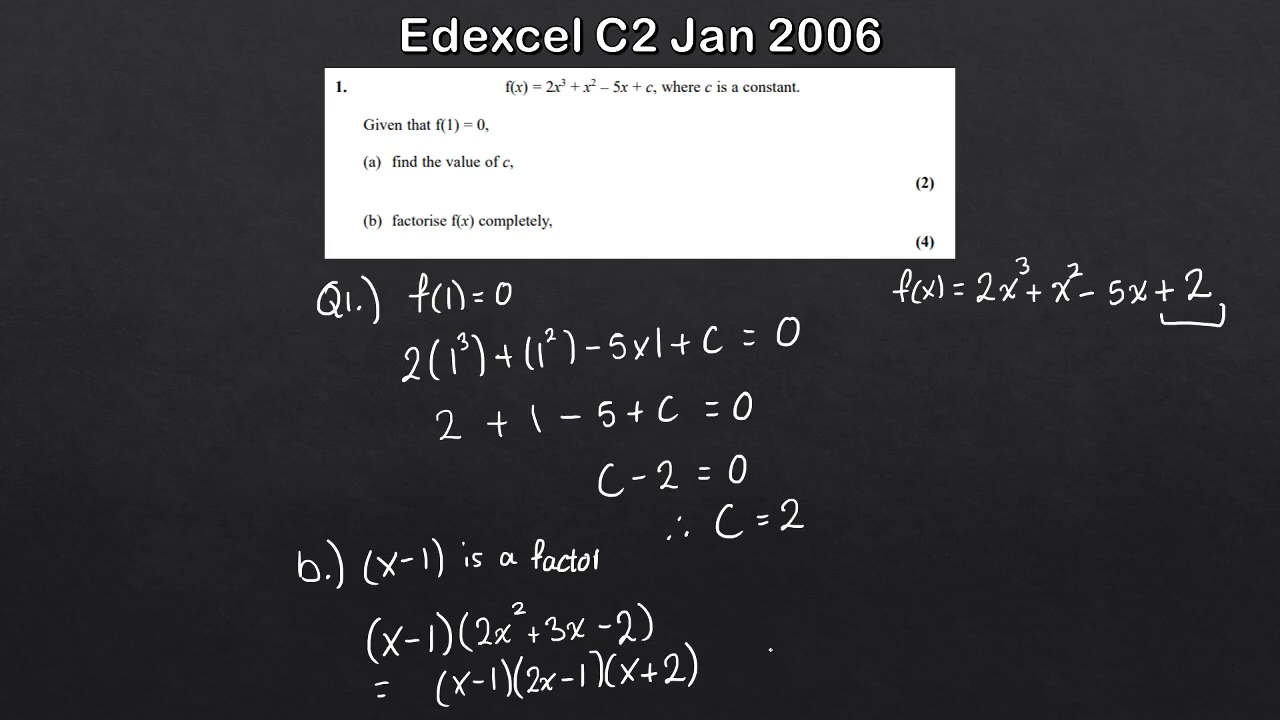 Edexcel C2 Jan 2006
1. f(x) = 2x³ + x² – 5x + c, where c is a constant.
Given that f(1) = 0,
(a) find the value of c,
(2)
(b) factorise f(x) completely,
(4)
f(x) = 2x³ + x² - 5x + 2
Q1.) f(1) = 0
2(1³) + (1²) - 5x1 + C = 0
2 + 1 - 5 + C = 0
C - 2 = 0
∴ C = 2
b.) (x-1) is a factor
(x-1)(2x² + 3x - 2)
= (x-1)(2x-1)(x+2)